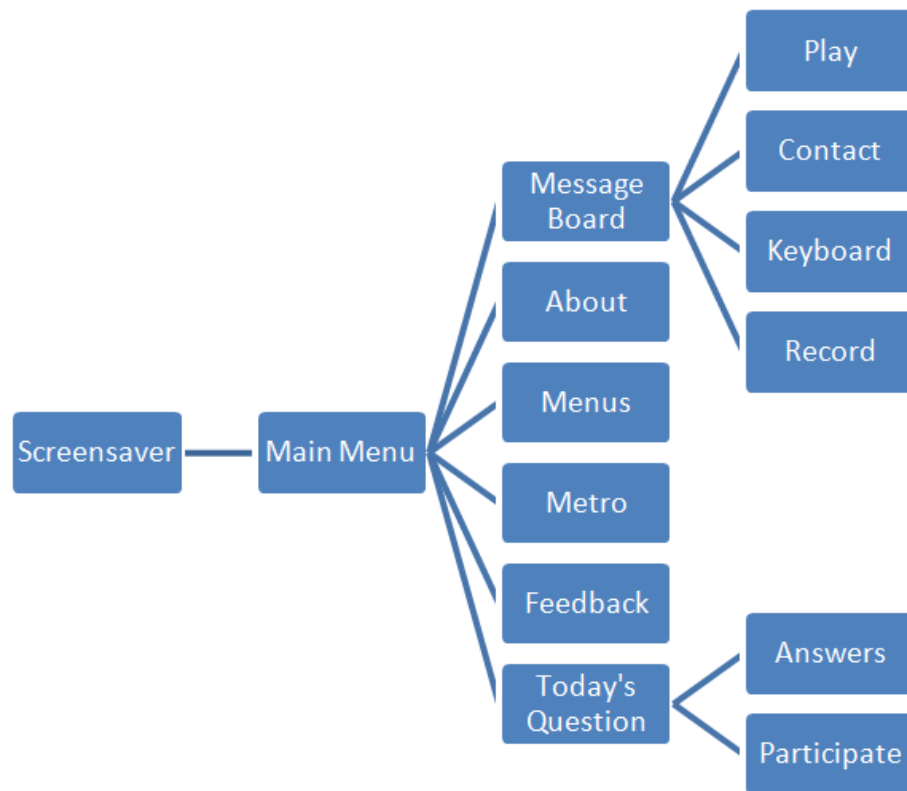 Screensaver
Main Menu
Message
Board
About
Menus
Metro
Feedback
Today's
Question
Play
Contact
Keyboard
Record
Answers
Participate